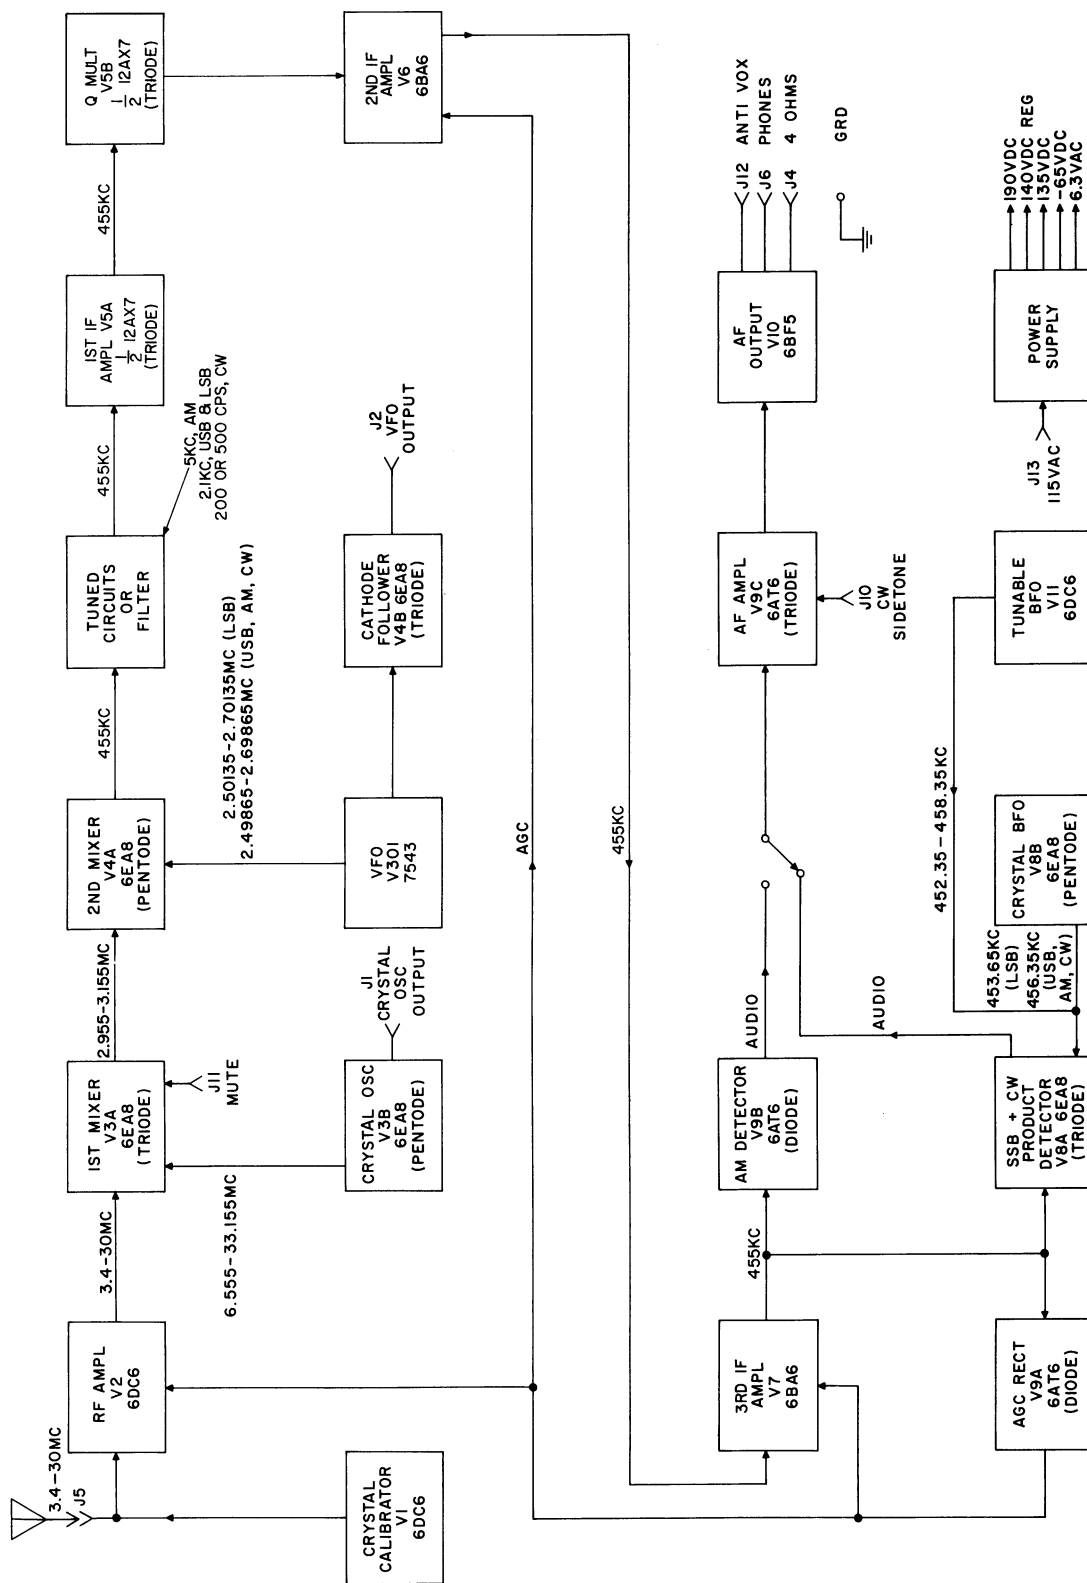 3.4-30MC
J5
CRYSTAL
CALIBRATOR
V1
6DC6
RF AMPL
V2
6DC6
3.4-30MC
6.555-33.155MC
1ST MIXER
V3A
6EA8
(TRIODE)
J11
MUTE
CRYSTAL OSC
V3B
6EA8
(PENTODE)
J1
CRYSTAL
OSC
OUTPUT
2.955-3.155MC
2ND MIXER
V4A
6EA8
(PENTODE)
VFO
V301
7543
2.50135-2.70135MC (LSB)
2.49865-2.69865MC (USB, AM, CW)
455KC
TUNED
CIRCUITS
OR
FILTER
5KC, AM
2.1KC, USB & LSB
200 OR 500 CPS, CW
CATHODE
FOLLOWER
V4B 6EA8
(TRIODE)
J2
VFO
OUTPUT
455KC
1ST IF
AMPL V5A
1/2 12AX7
(TRIODE)
455KC
Q MULT
V5B
1/2 12AX7
(TRIODE)
2ND IF
AMPL
V6
6BA6
AGC
455KC
3RD IF
AMPL
V7
6BA6
455KC
AM DETECTOR
V9B
6AT6
(DIODE)
AUDIO
AF AMPL
V9C
6AT6
(TRIODE)
J10
CW
SIDETONE
AF
OUTPUT
V10
6BF5
J12 ANTI VOX
J6 PHONES
J4 4 OHMS
GRD
AGC RECT
V9A
6AT6
(DIODE)
SSB + CW
PRODUCT
DETECTOR
V8A 6EA8
(TRIODE)
AUDIO
453.65KC
(LSB)
456.35KC
(USB,
AM, CW)
CRYSTAL BFO
V8B
6EA8
(PENTODE)
452.35-458.35KC
TUNABLE
BFO
V11
6DC6
J13
115VAC
POWER
SUPPLY
190VDC
140VDC REG
135VDC
-65VDC
6.3VAC